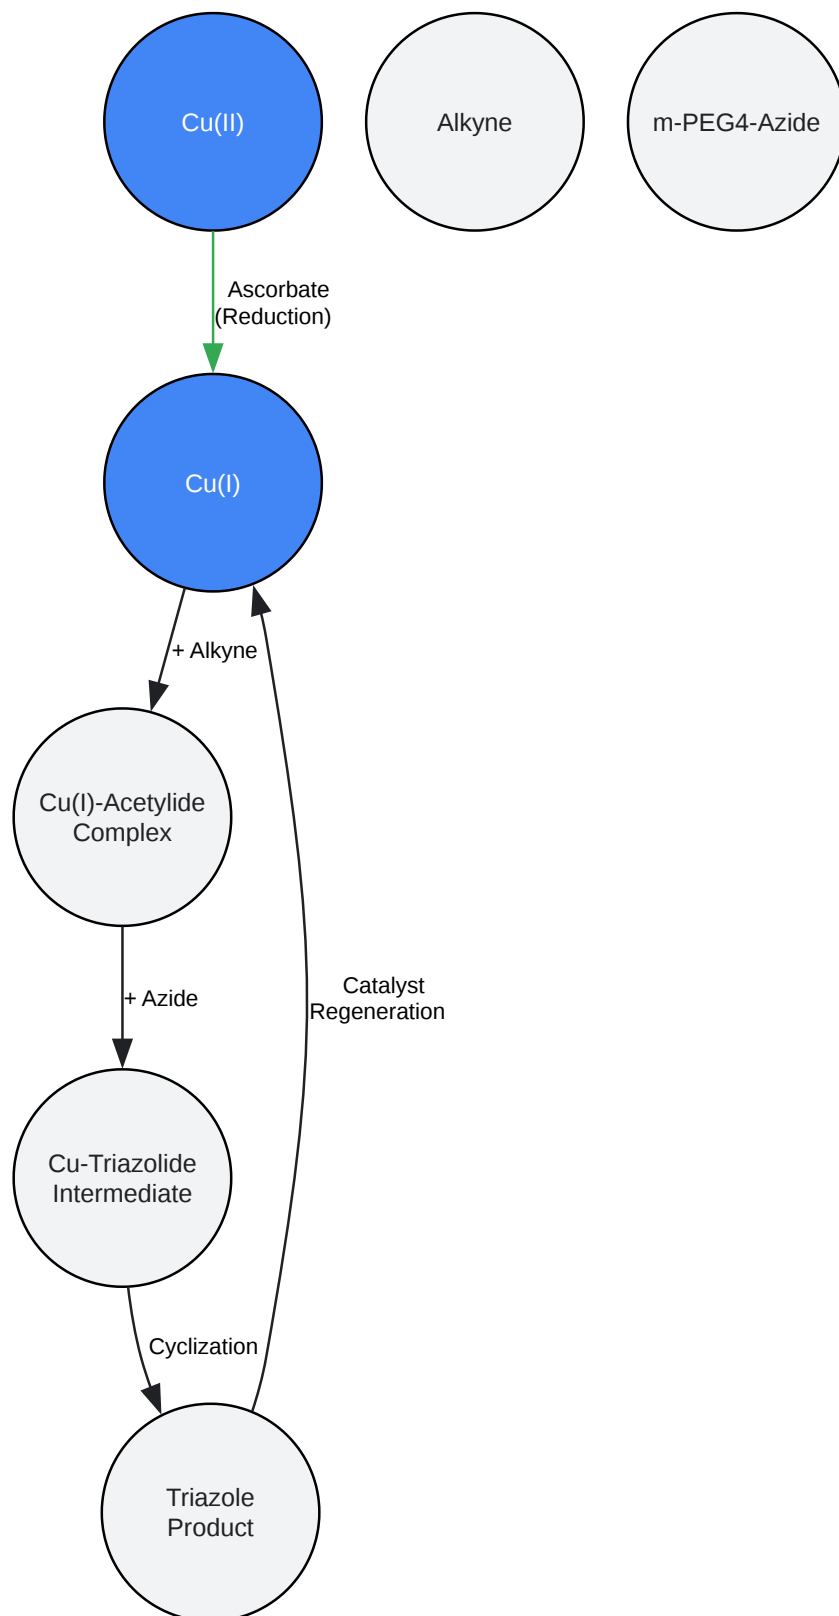 Cu(II)
Alkyne
m-PEG4-Azide
Ascorbate
(Reduction)
Cu(I)
+ Alkyne
Cu(I)-Acetylide
Complex
+ Azide
Catalyst
Regeneration
Cu-Triazolide
Intermediate
Cyclization
Triazole
Product